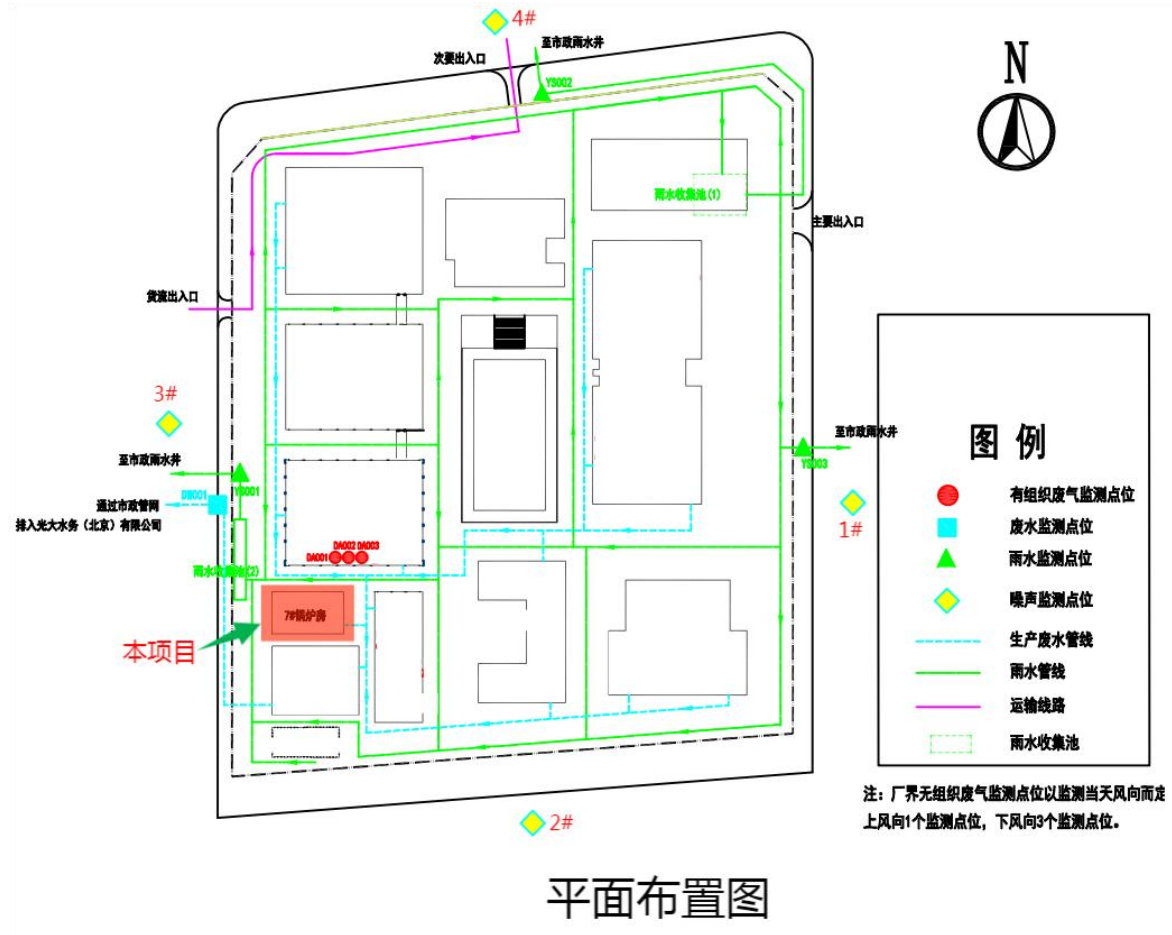 4#
次要出入口
至市政雨水井
YS002
N
雨水收集池(1)
主要出入口
货流出入口
3#
至市政雨水井
YS001
DW001
通过市政管网
排入光大水务（北京）有限公司
雨水收集池(2)
DA001
DA002
DA003
7#锅炉房
本项目
至市政雨水井
YS003
1#
2#
图 例
有组织废气监测点位
废水监测点位
雨水监测点位
噪声监测点位
生产废水管线
雨水管线
运输线路
雨水收集池
注：厂界无组织废气监测点位以监测当天风向而定
上风向1个监测点位，下风向3个监测点位。
平面布置图